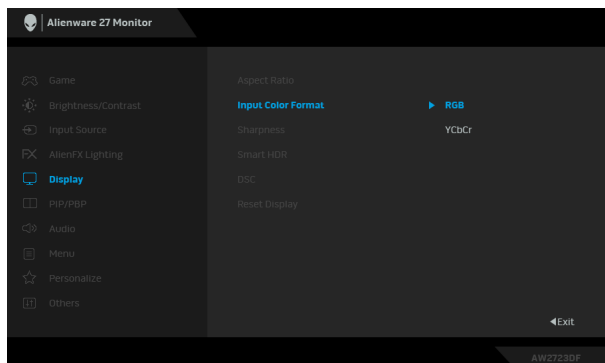 Alienware 27 Monitor
Game
Brightness/Contrast
Input Source
AlienFX Lighting
Display
PIP/PBP
Audio
Menu
Personalize
Others
Aspect Ratio
Input Color Format
Sharpness
Smart HDR
DSC
Reset Display
RGB
YCbCr
Exit
AW2723DF